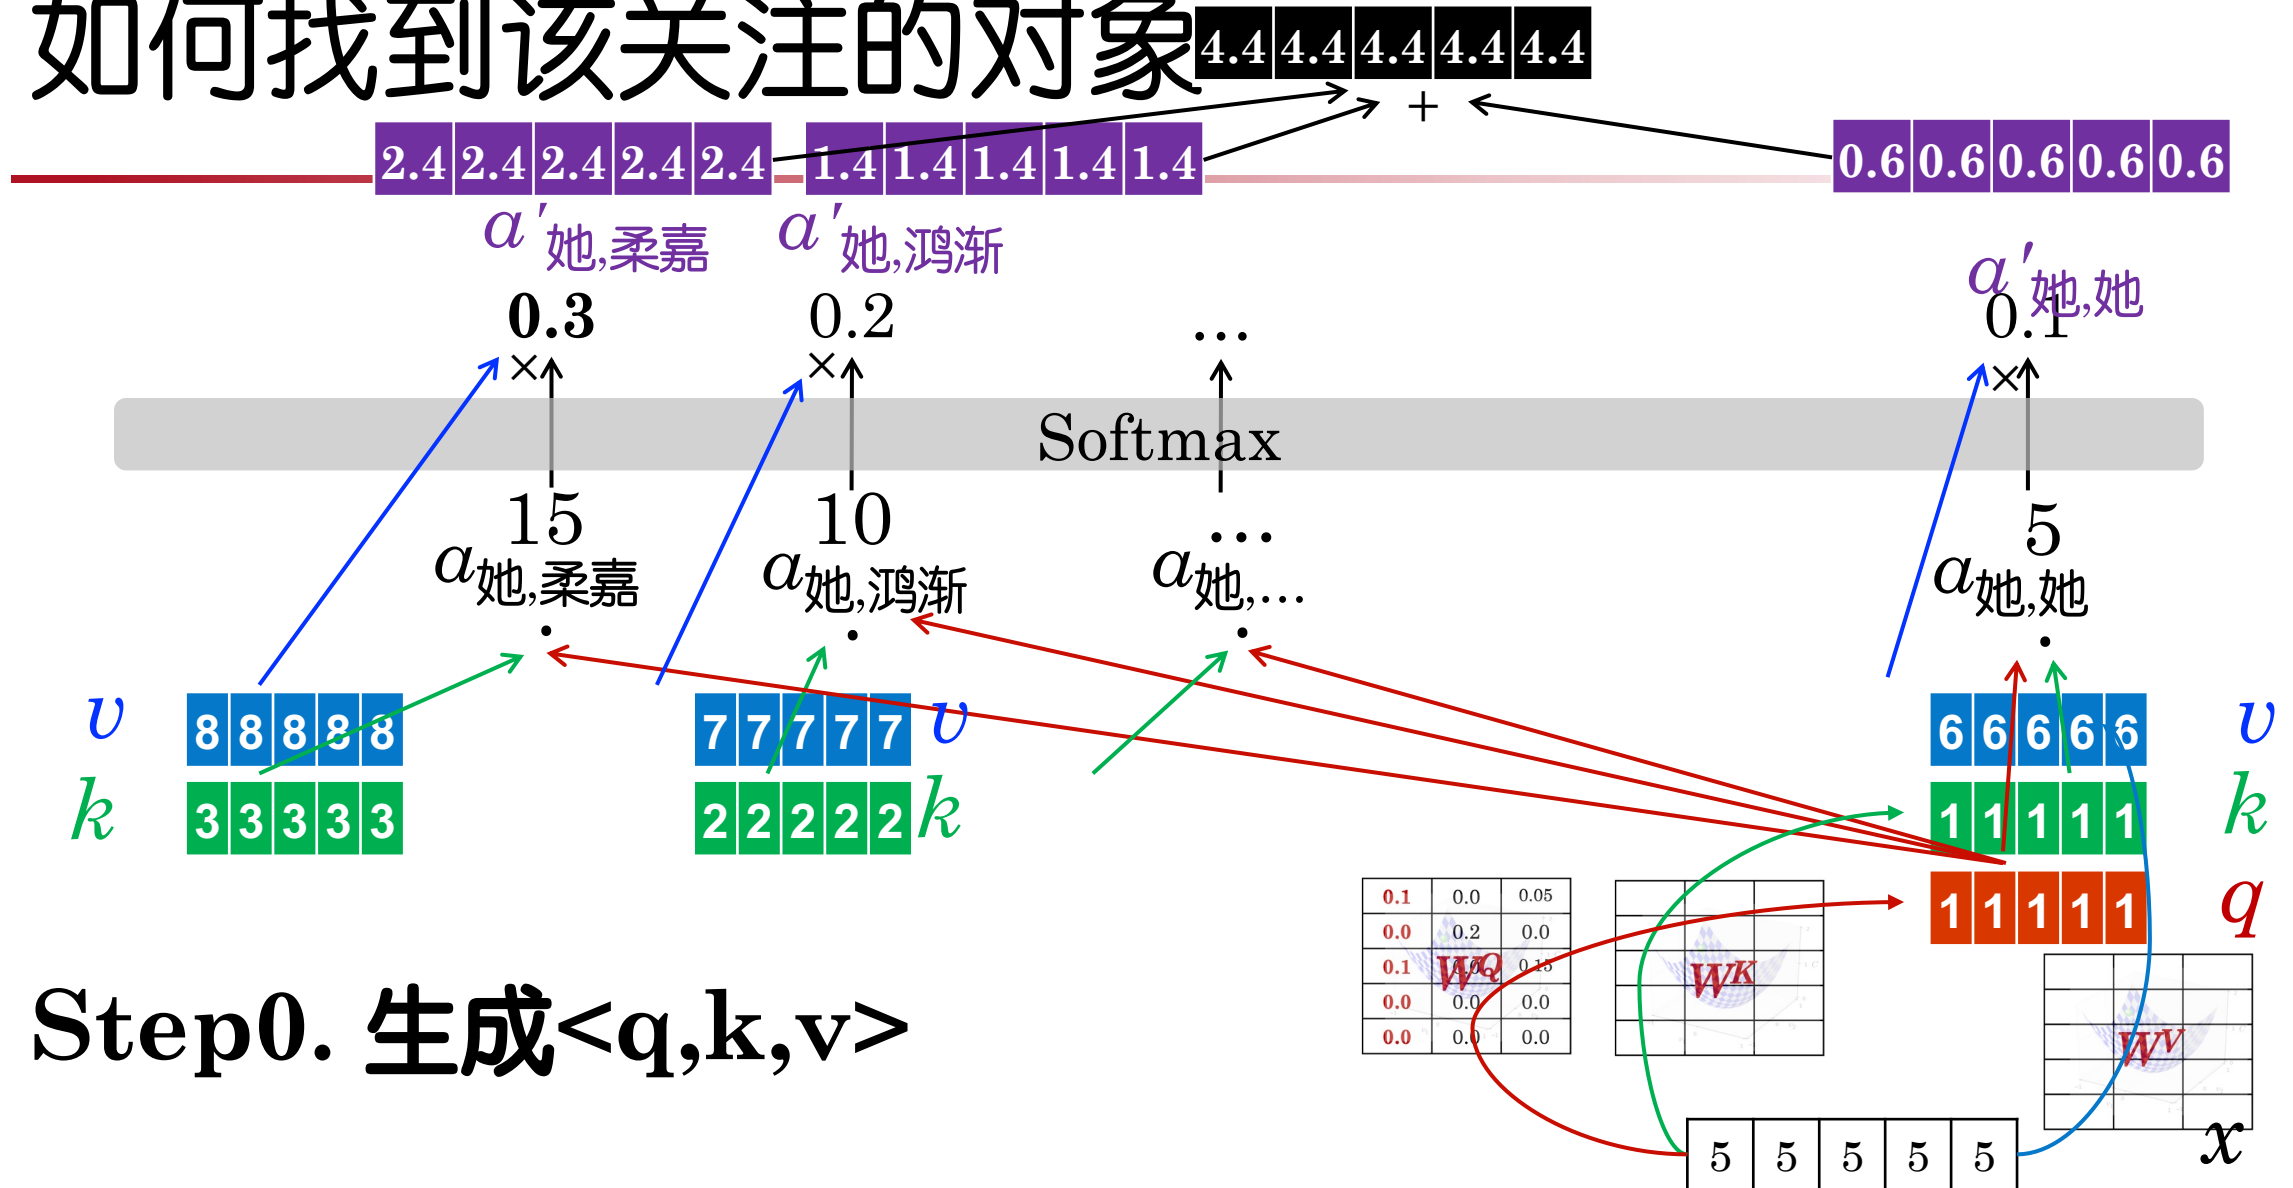 如何找到该关注的对象 4.4 4.4 4.4 4.4 4.4
+
2.4 2.4 2.4 2.4 2.4 1.4 1.4 1.4 1.4 1.4 0.6 0.6 0.6 0.6 0.6
a′她,柔嘉 a′她,鸿渐 a′她,她
0.3 0.2 ... 0.1
× × ×
Softmax
15 10 ... 5
a她,柔嘉 a她,鸿渐 a她,... a她,她
· · · ·
v 8 8 8 8 8 7 7 7 7 7 v 6 6 6 6 6 v
k 3 3 3 3 3 2 2 2 2 2 k 1 1 1 1 1 k
1 1 1 1 1 q
0.1 0.0 0.05
0.0 0.2 0.0
0.1 0.0 0.15
0.0 0.0 0.0
0.0 0.0 0.0
W^Q W^K W^V
Step0. 生成<q,k,v>
5 5 5 5 5 x